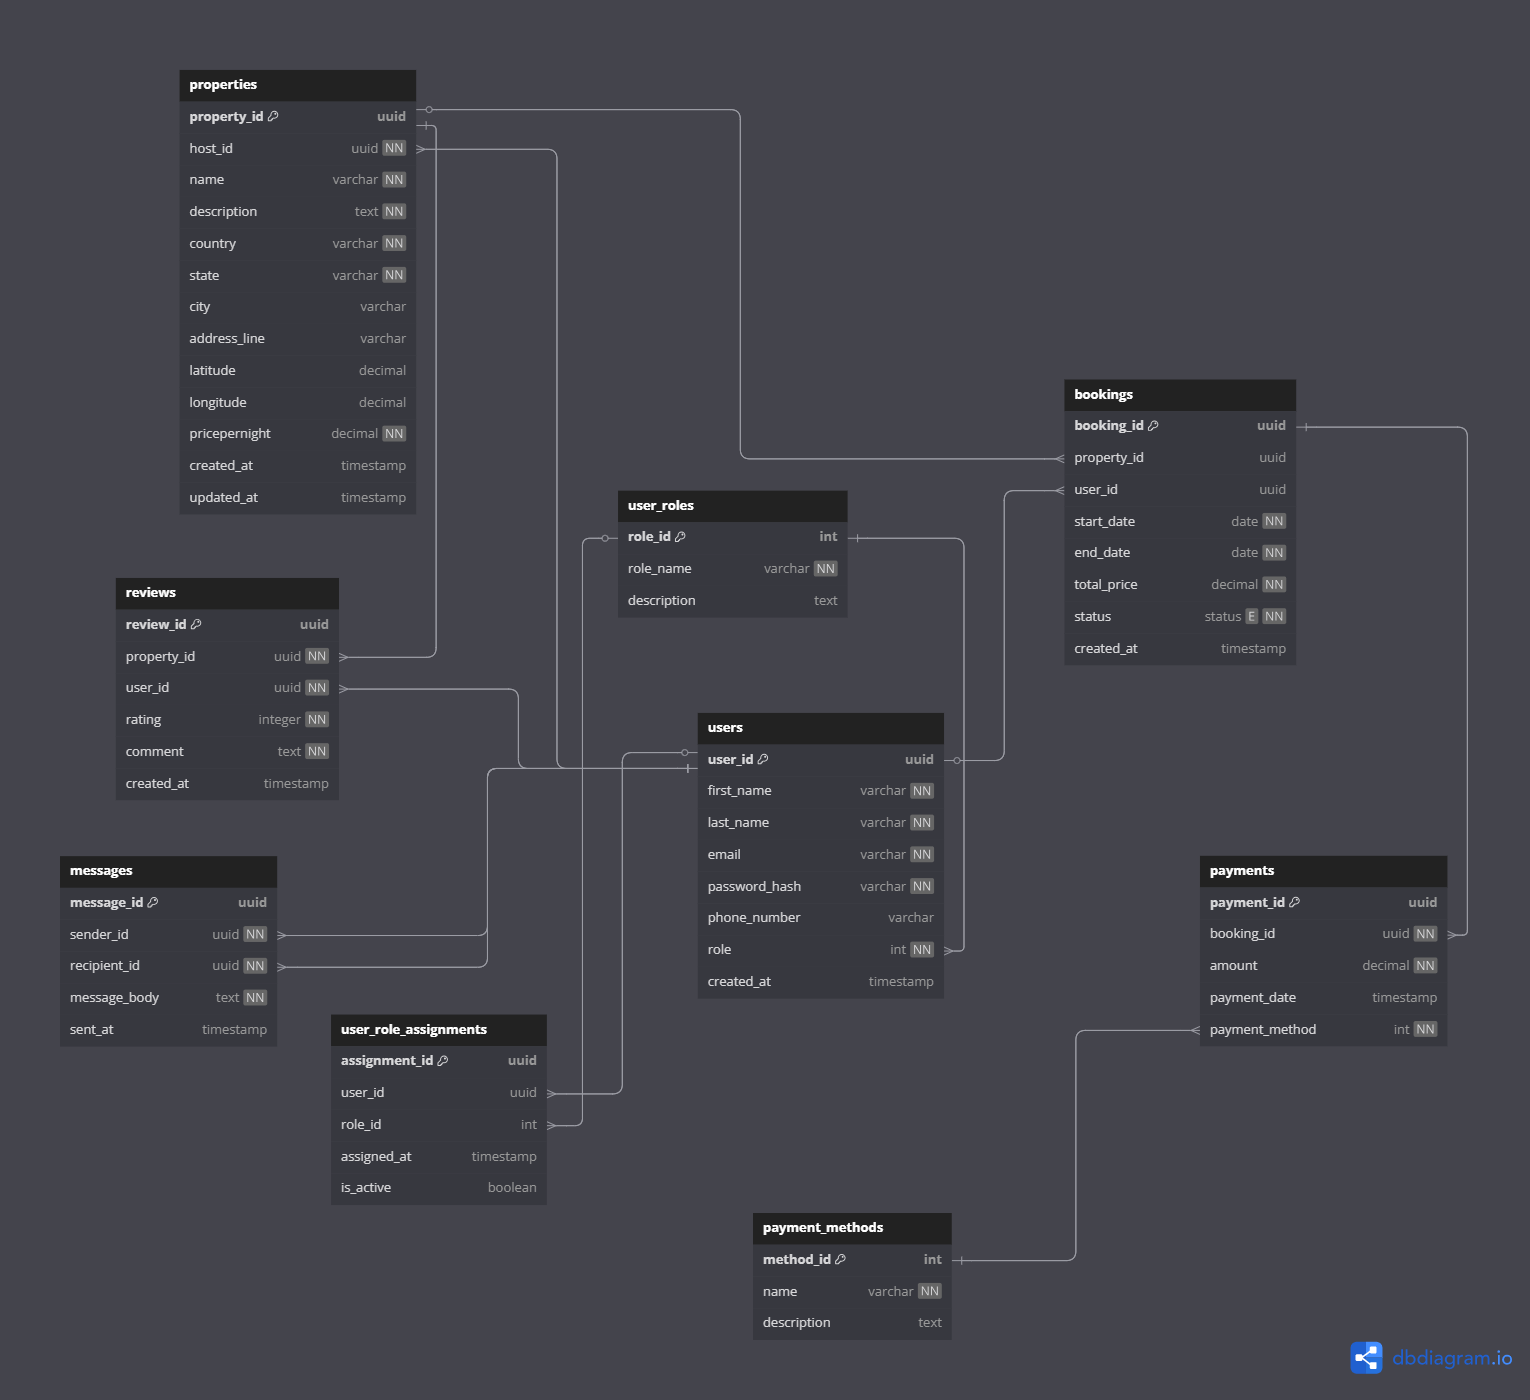 properties
property_id uuid
host_id uuid NN
name varchar NN
description text NN
country varchar NN
state varchar NN
city varchar
address_line varchar
latitude decimal
longitude decimal
pricepernight decimal NN
created_at timestamp
updated_at timestamp
bookings
booking_id uuid
property_id uuid
user_id uuid
start_date date NN
end_date date NN
total_price decimal NN
status status E NN
created_at timestamp
user_roles
role_id int
role_name varchar NN
description text
reviews
review_id uuid
property_id uuid NN
user_id uuid NN
rating integer NN
comment text NN
created_at timestamp
users
user_id uuid
first_name varchar NN
last_name varchar NN
email varchar NN
password_hash varchar NN
phone_number varchar
role int NN
created_at timestamp
messages
message_id uuid
sender_id uuid NN
recipient_id uuid NN
message_body text NN
sent_at timestamp
payments
payment_id uuid
booking_id uuid NN
amount decimal NN
payment_date timestamp
payment_method int NN
user_role_assignments
assignment_id uuid
user_id uuid
role_id int
assigned_at timestamp
is_active boolean
payment_methods
method_id int
name varchar NN
description text
dbdiagram.io